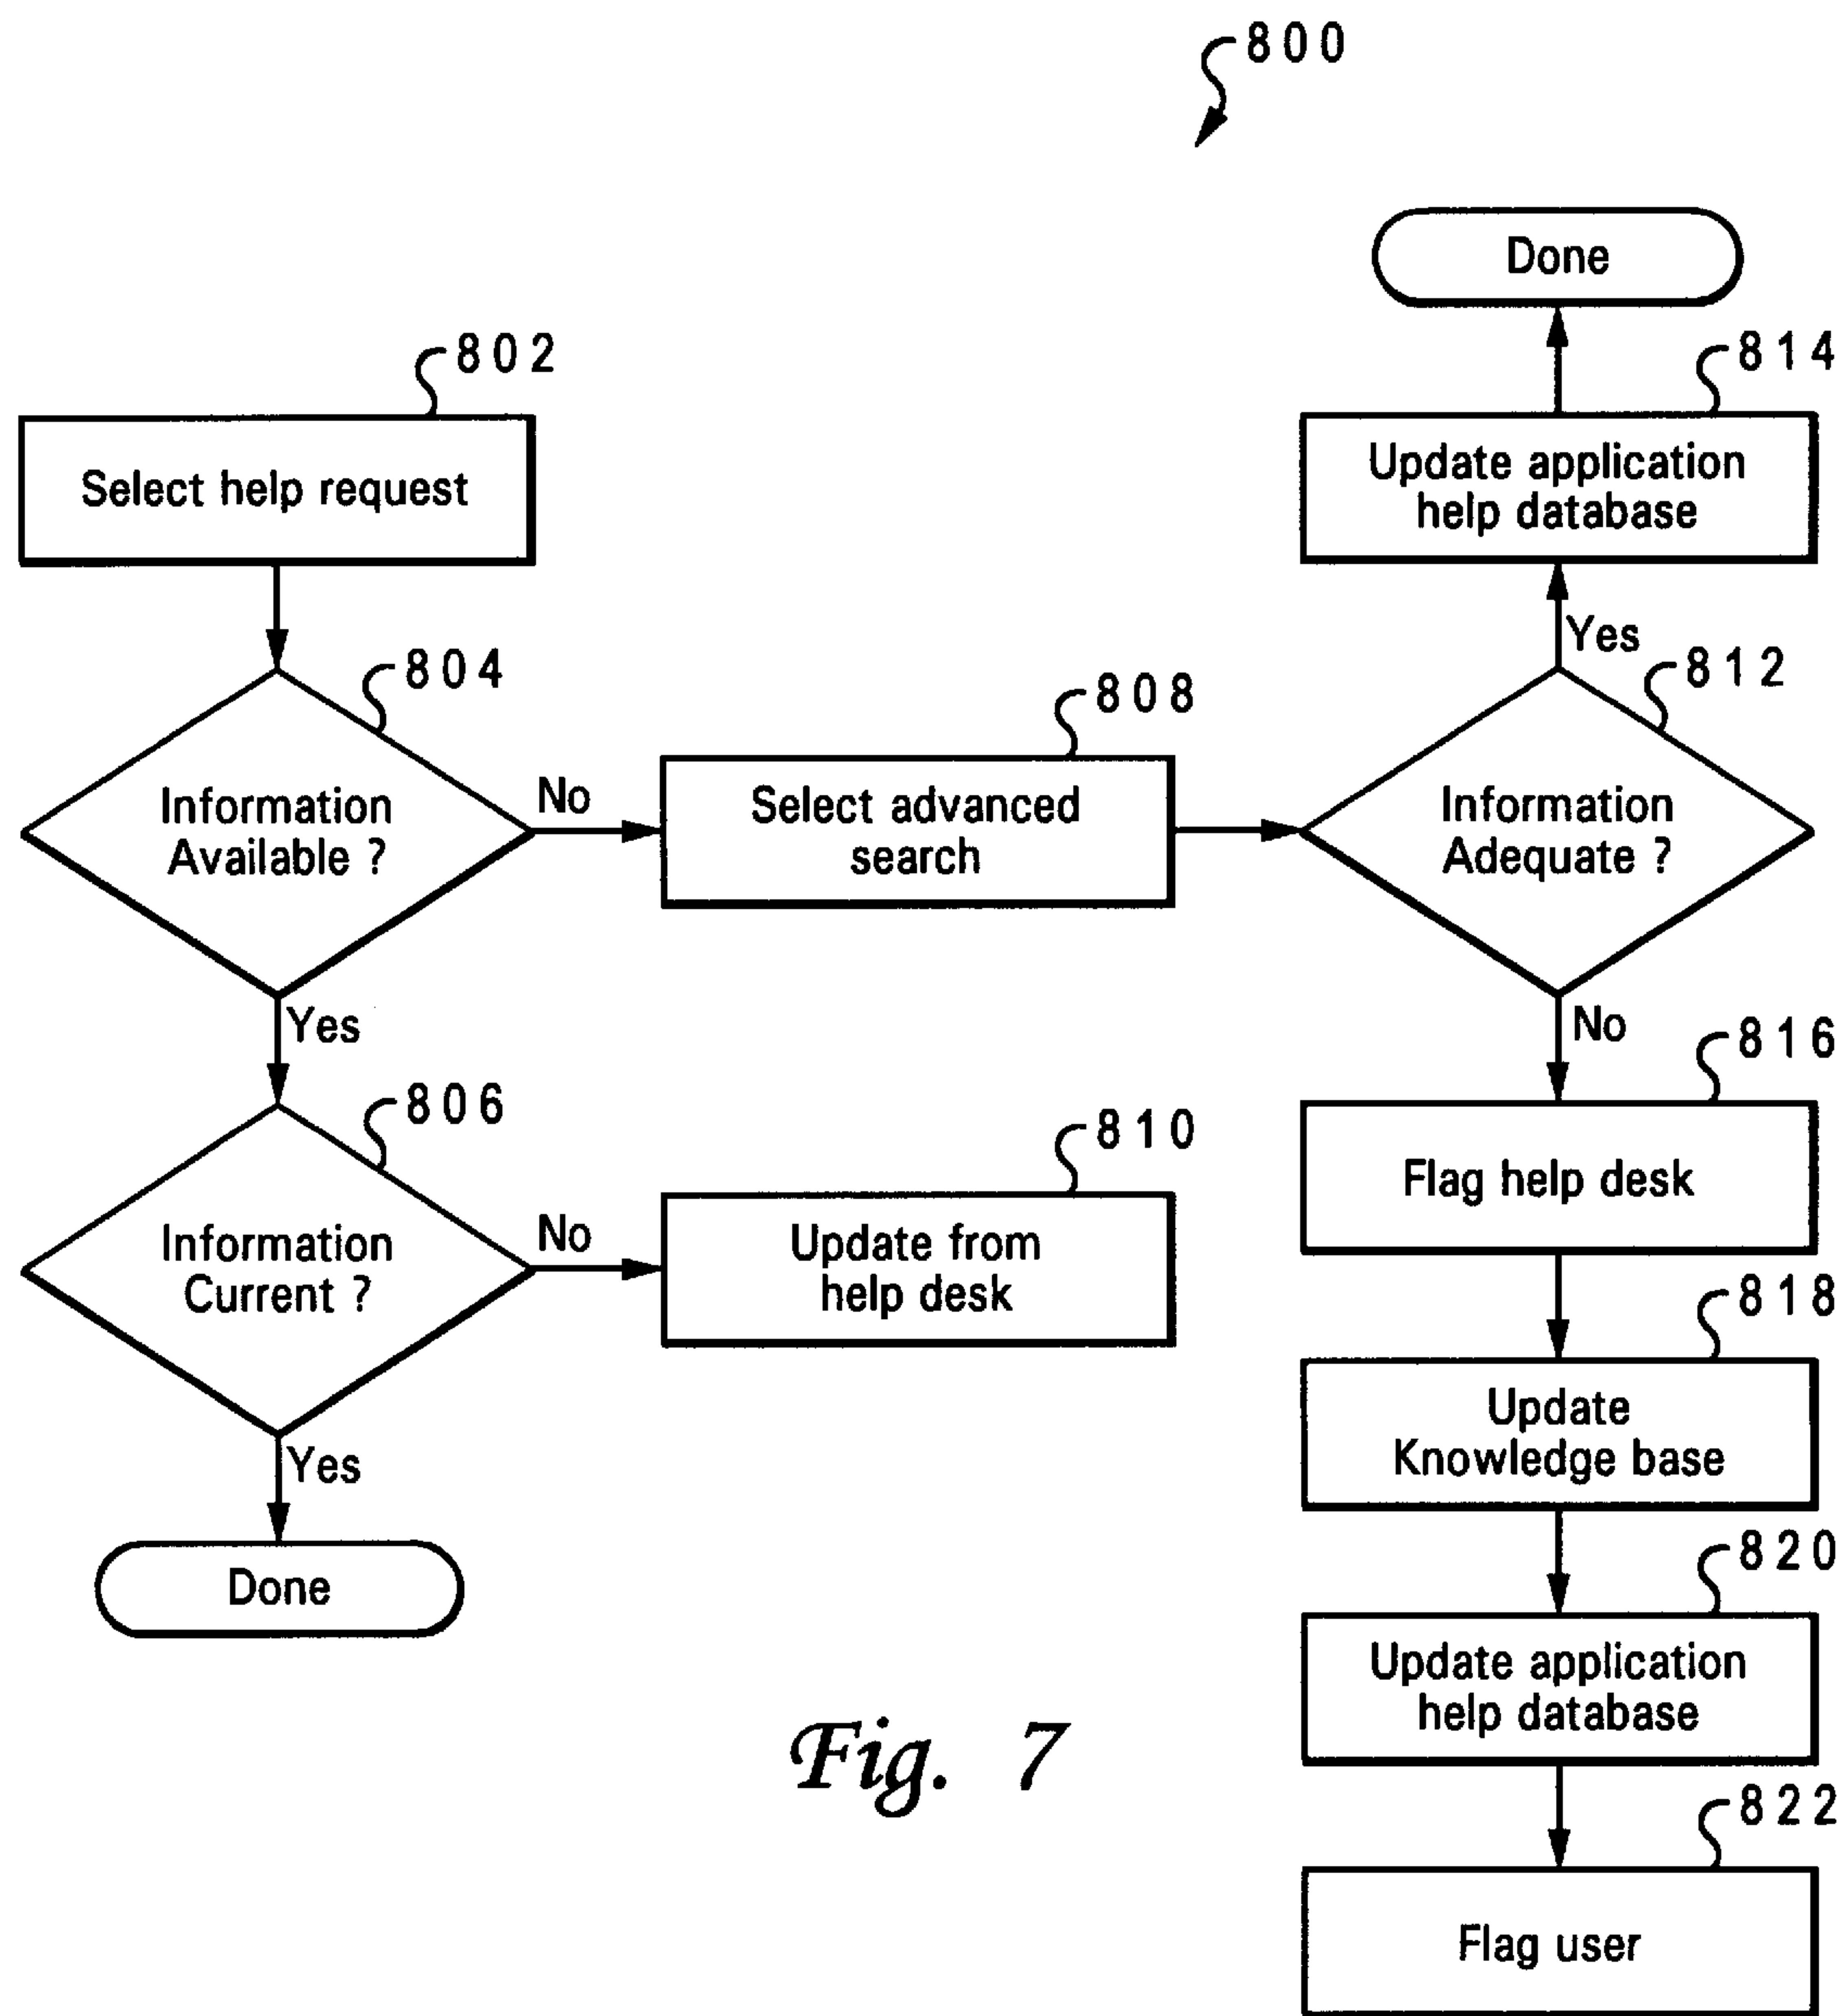 800
802
Select help request
804
Information
Available ?
No
Yes
806
Information
Current ?
No
Yes
Done
808
Select advanced
search
810
Update from
help desk
Done
814
Update application
help database
Yes
812
Information
Adequate ?
No
816
Flag help desk
818
Update
Knowledge base
820
Update application
help database
822
Flag user
Fig. 7